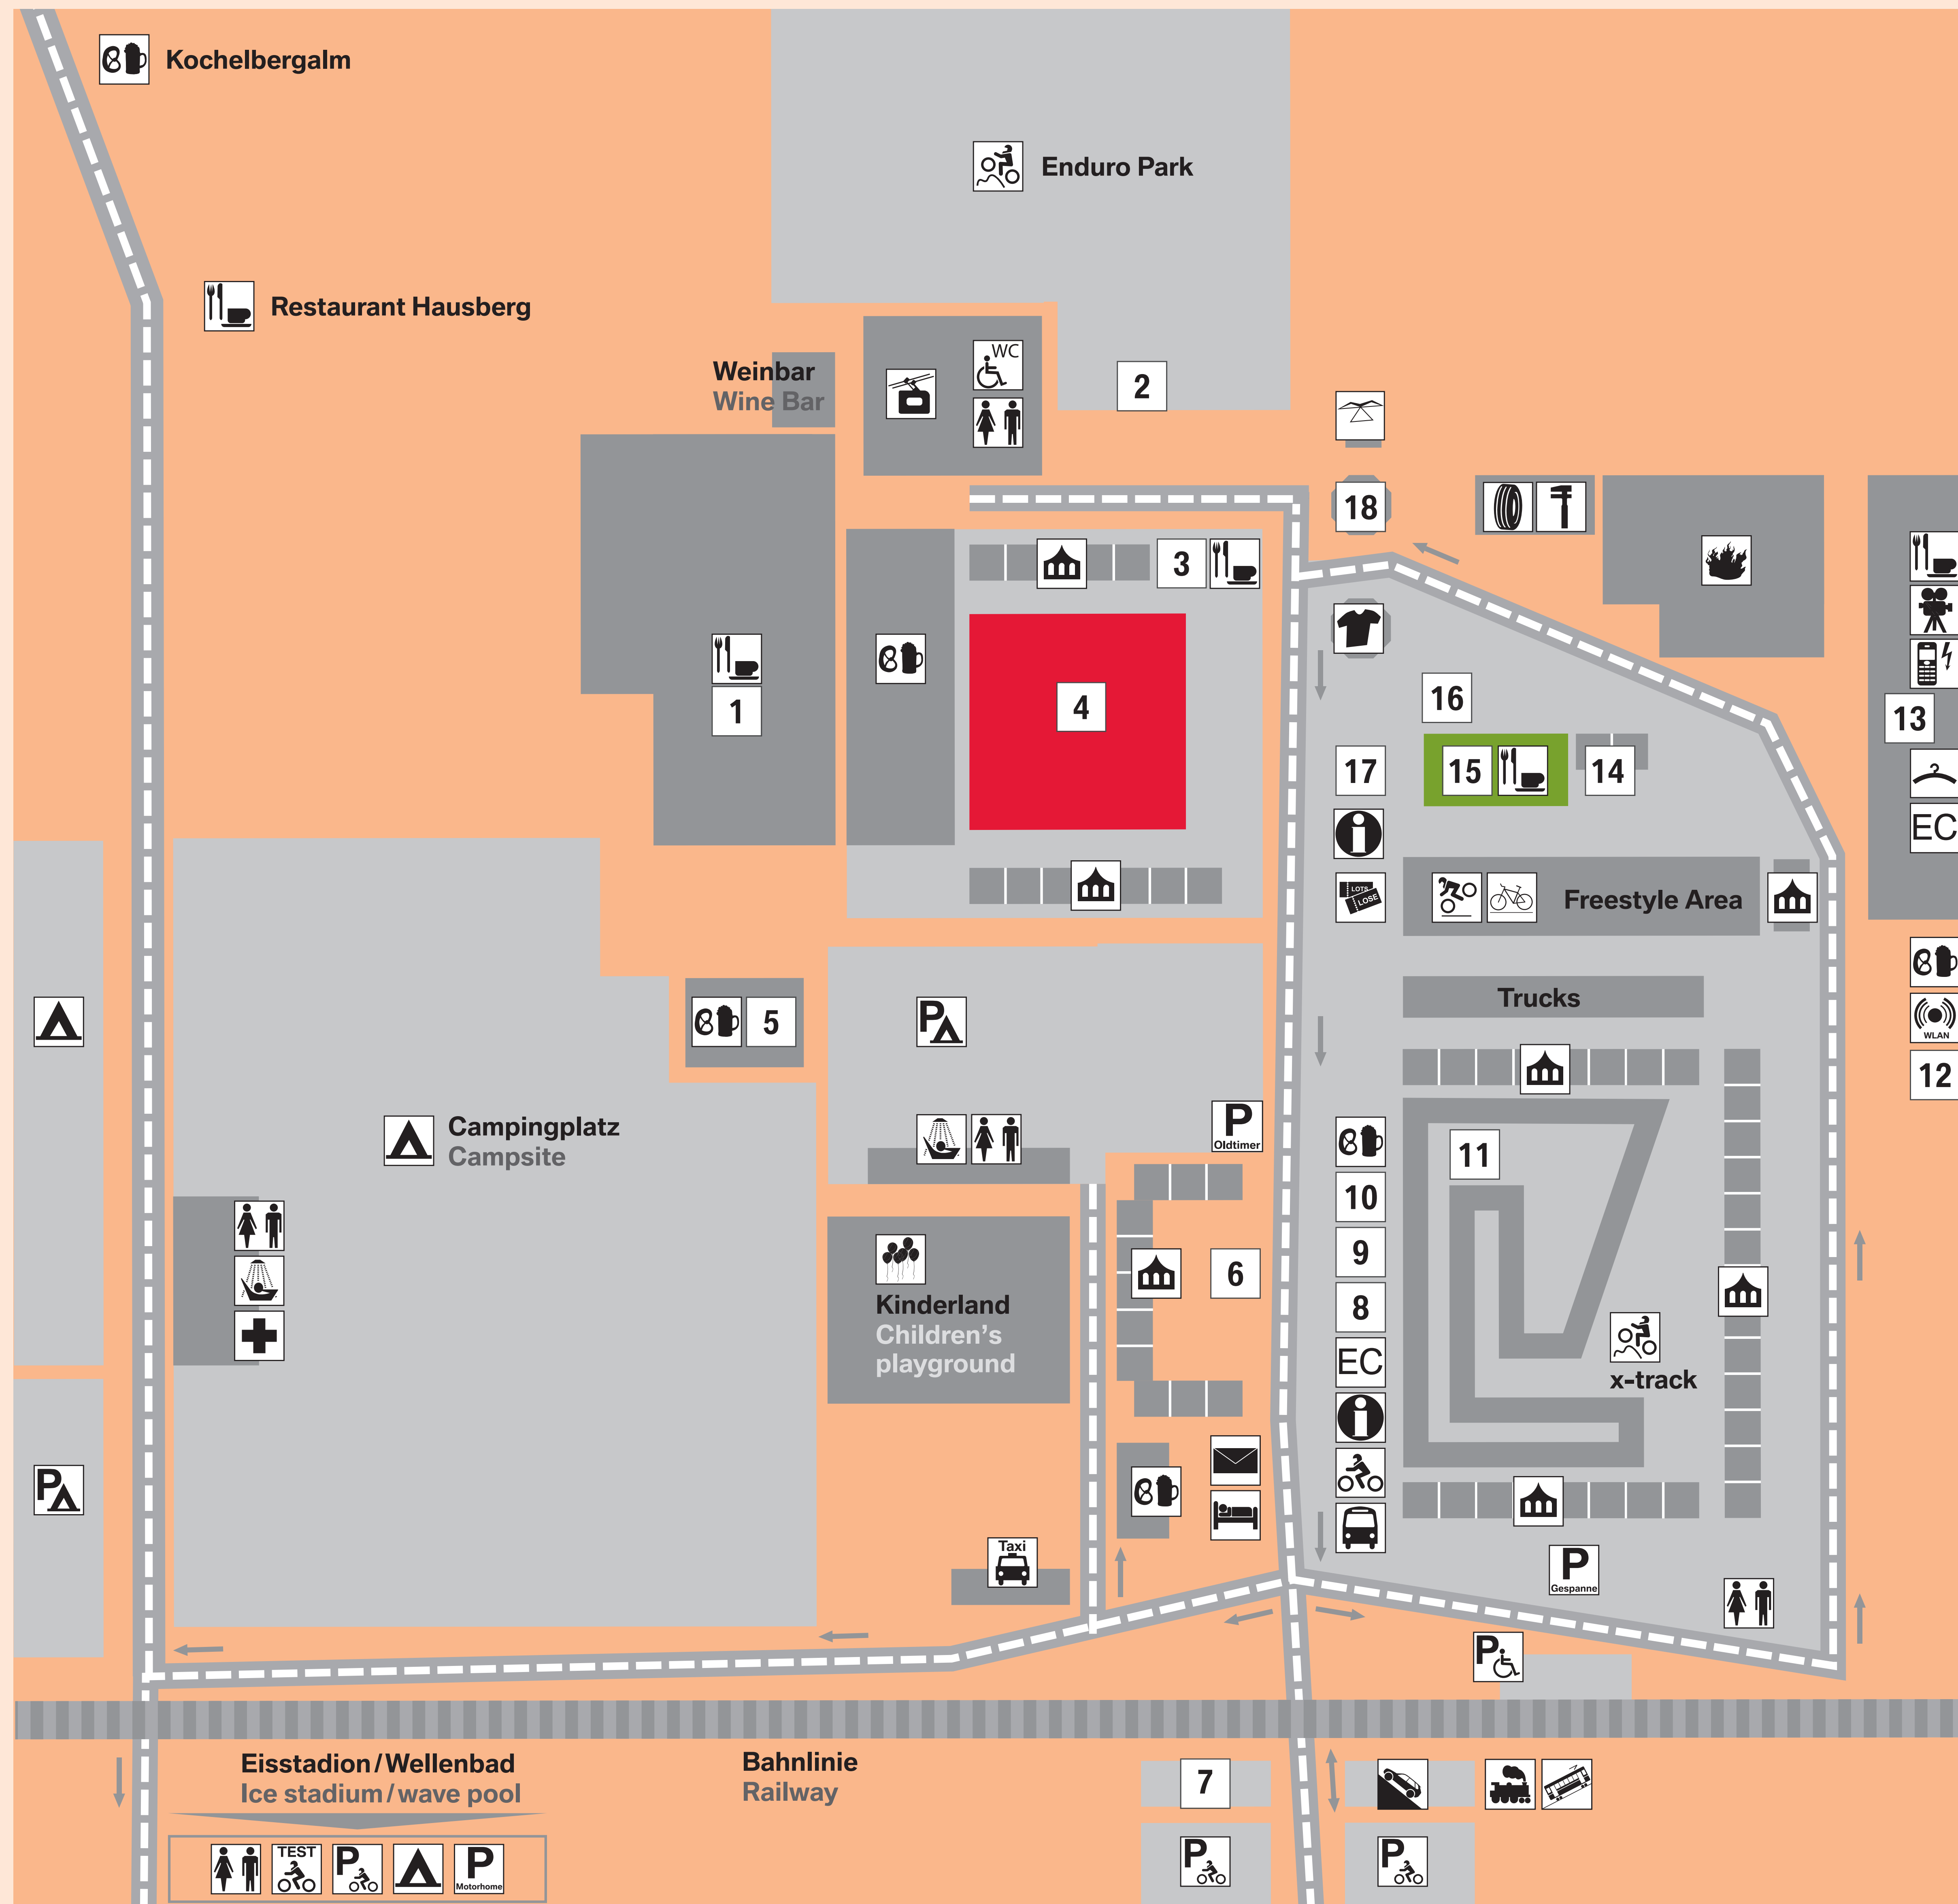 Kochelbergalm
Enduro Park
Restaurant Hausberg
WC
Weinbar
Wine Bar
2
18
3
1
4
16
13
17
15
14
EC
LOTS
LOSE
Freestyle Area
Trucks
5
P
WLAN
12
Campingplatz
Campsite
P
Oldtimer
11
10
9
6
8
Kinderland
Children's
playground
EC
x-track
P
Taxi
P
Gespanne
P
Eisstadion/Wellenbad
Ice stadium/wave pool
Bahnlinie
Railway
7
TEST
P
P
Motorhome
P
P